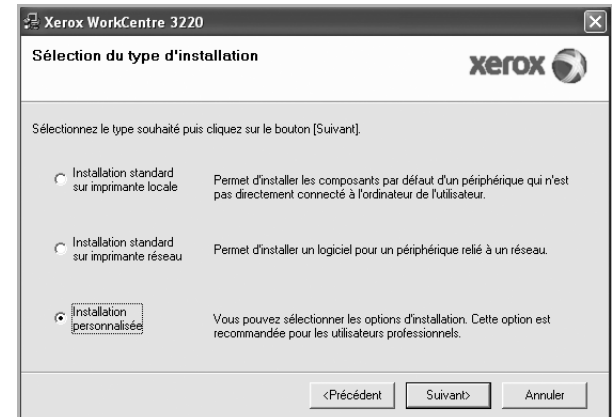 Xerox WorkCentre 3220
Sélection du type d'installation
xerox
Sélectionnez le type souhaité puis cliquez sur le bouton [Suivant].
Installation standard
sur imprimante locale
Permet d'installer les composants par défaut d'un périphérique qui n'est
pas directement connecté à l'ordinateur de l'utilisateur.
Installation standard
sur imprimante réseau
Permet d'installer un logiciel pour un périphérique relié à un réseau.
Installation
personnalisée
Vous pouvez sélectionner les options d'installation. Cette option est
recommandée pour les utilisateurs professionnels.
<Précédent
Suivant>
Annuler